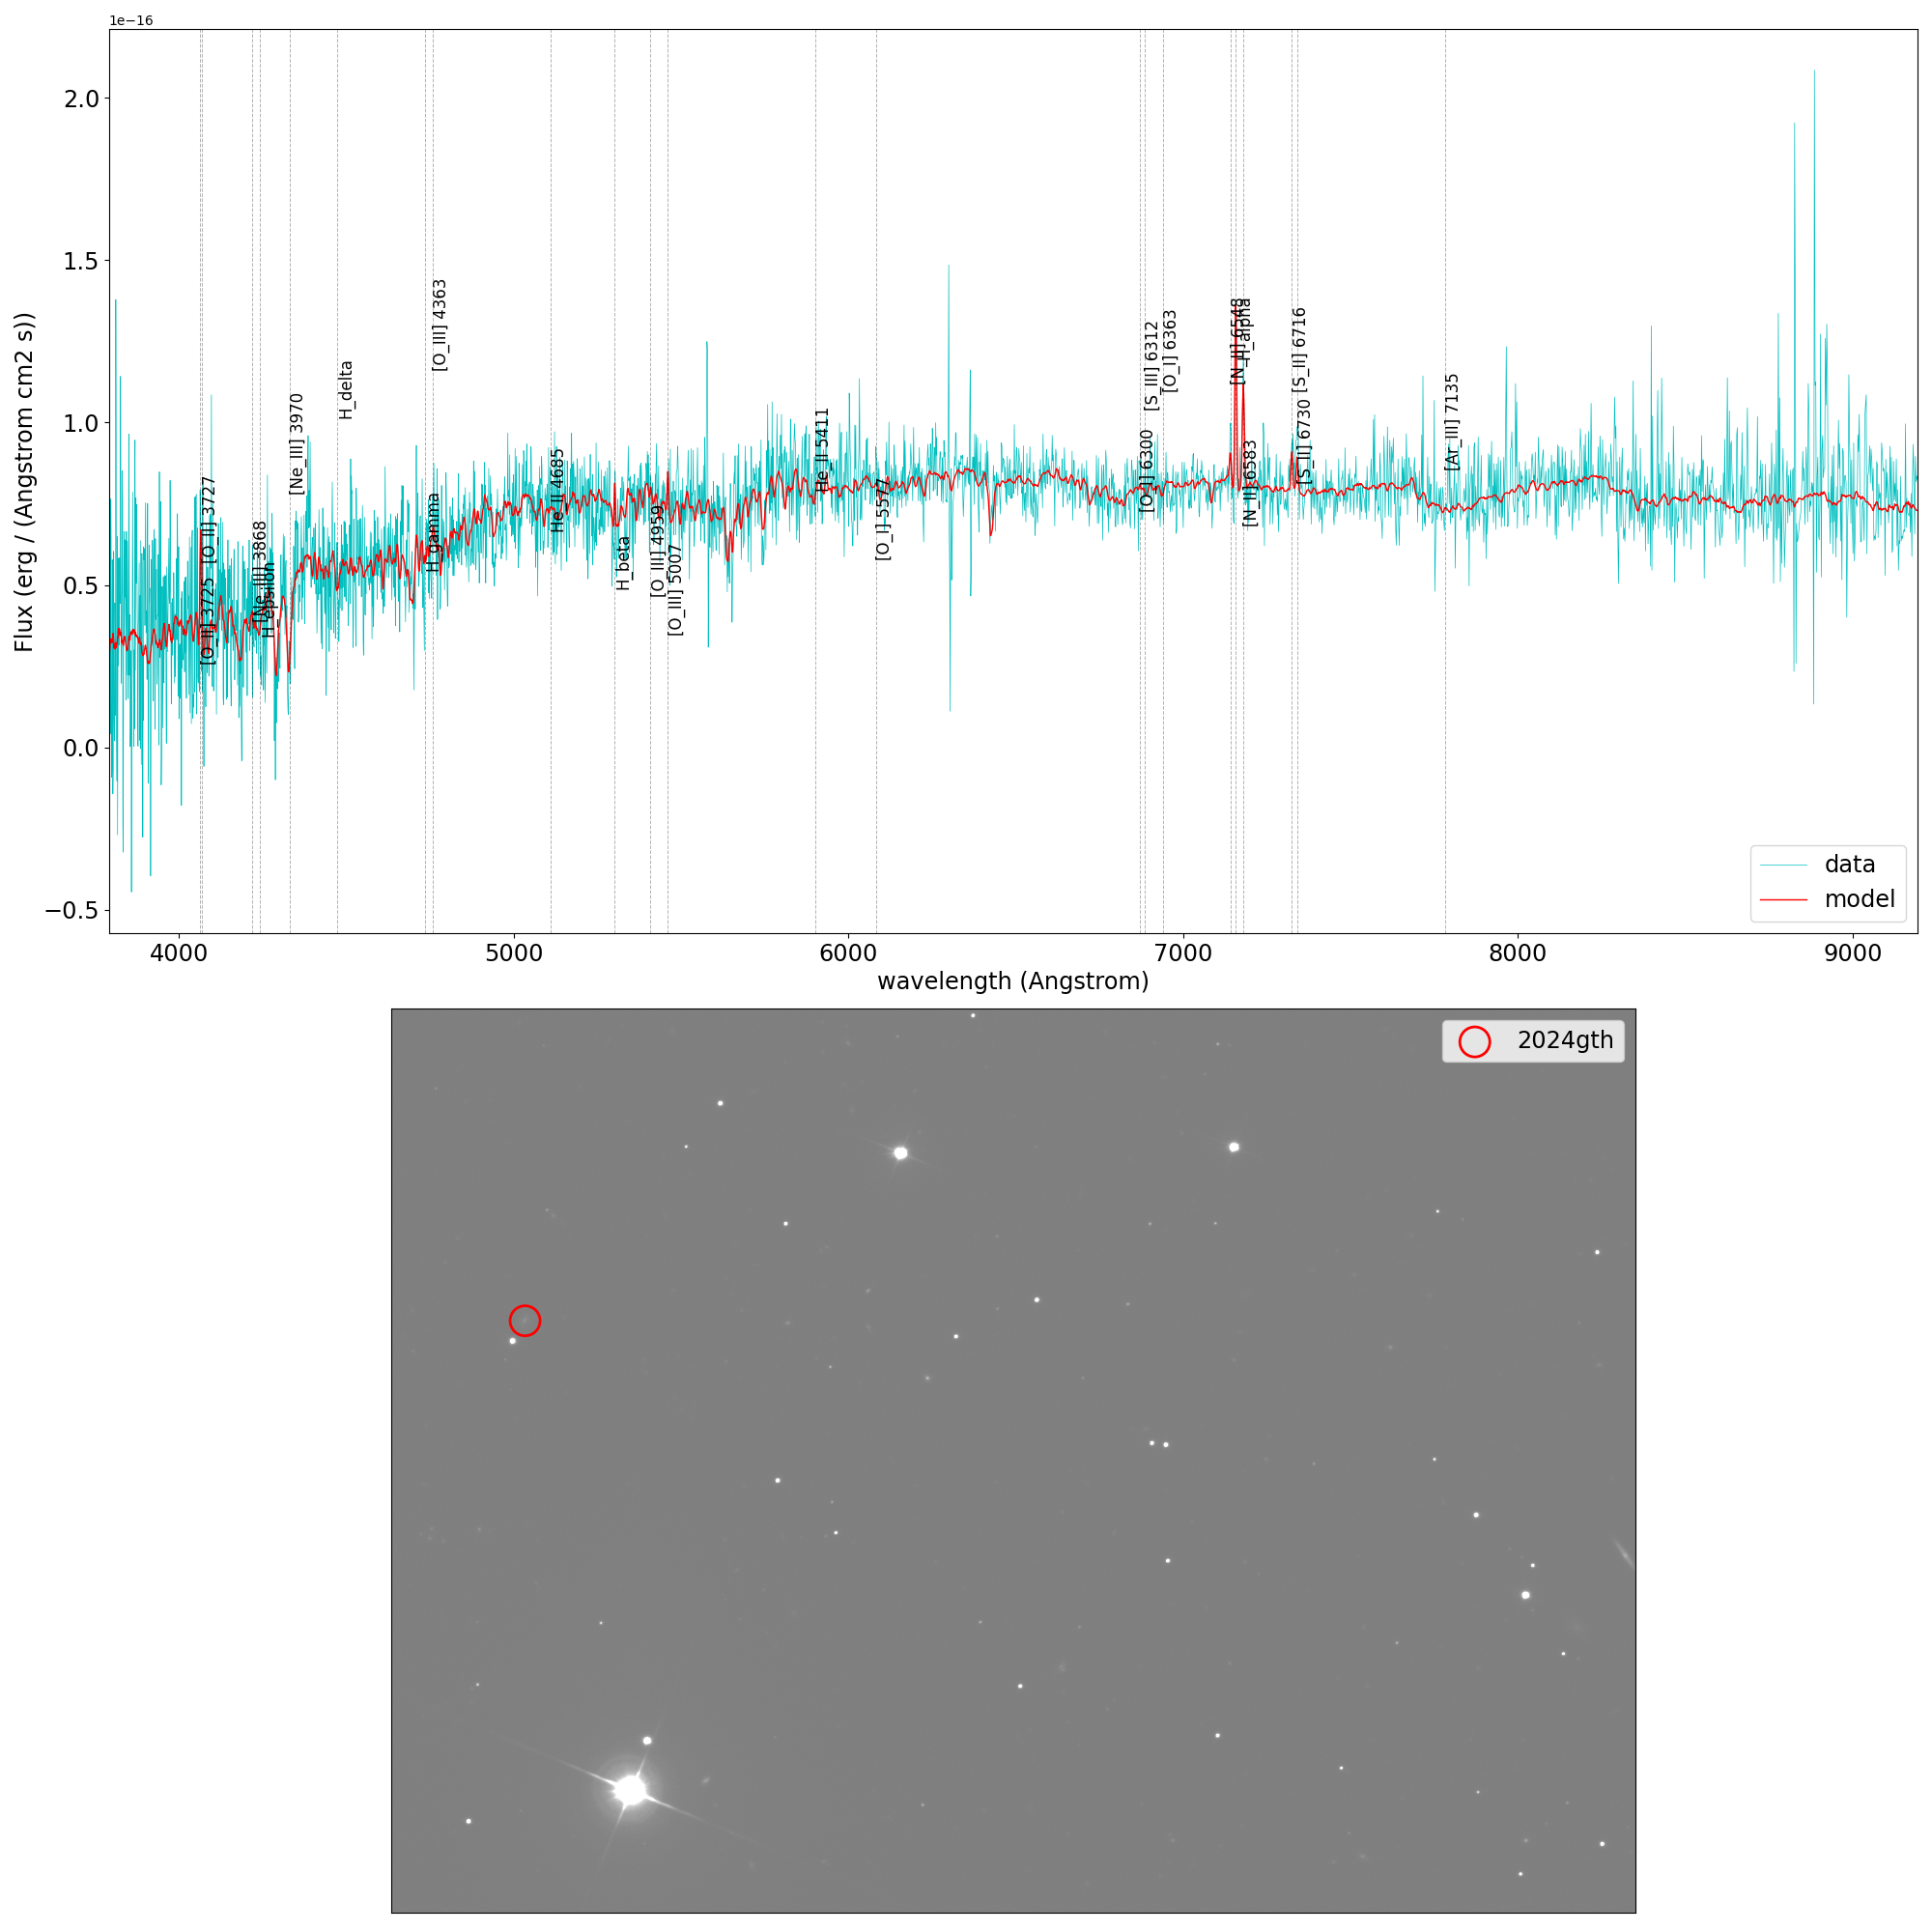 1e−16
Flux (erg / (Angstrom cm2 s))
2.0
1.5
1.0
0.5
0.0
−0.5
[O_II] 3725
[O_II] 3727
[Ne_III] 3868
H_epsilon
[Ne_III] 3970
H_delta
H_gamma
[O_III] 4363
He_II 4685
H_beta
[O_III] 4959
[O_III] 5007
He_II 5411
[O_I] 5577
[O_I] 6300
[S_III] 6312
[O_I] 6363
[N_II] 6548
H_alpha
[N_II] 6583
[S_II] 6716
[S_II] 6730
[Ar_III] 7135
data
model
4000 5000 6000 7000 8000 9000
wavelength (Angstrom)
2024gth